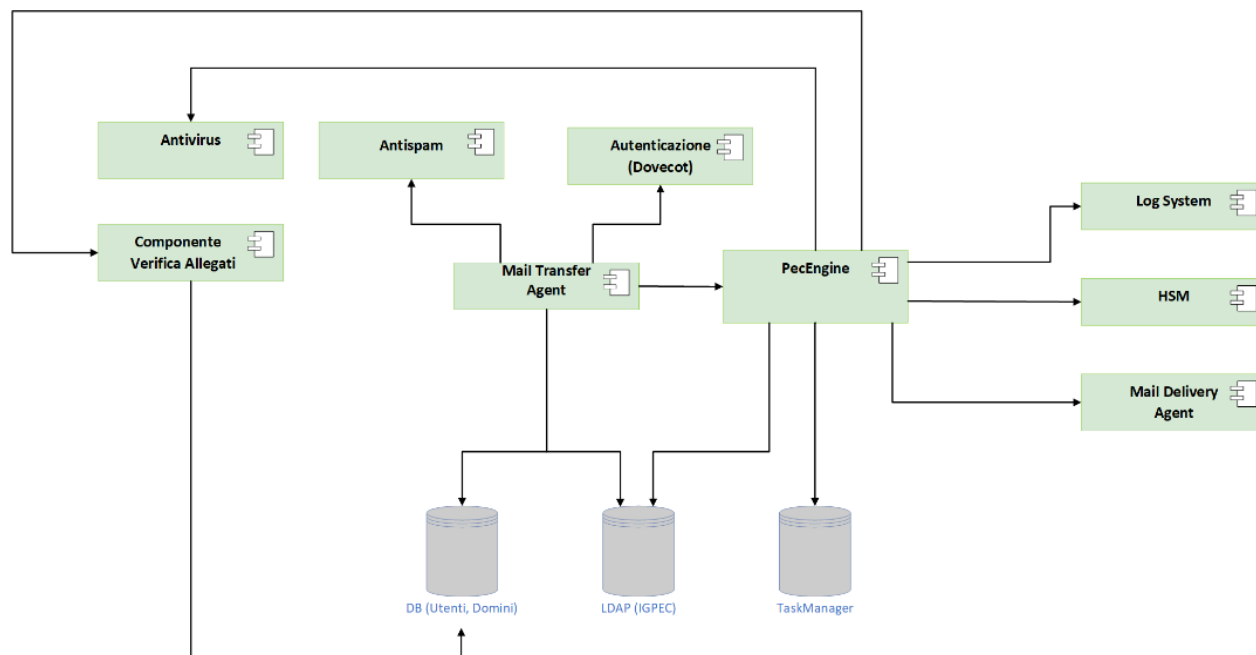 Antivirus
Antispam
Autenticazione
(Dovecot)
Log System
Componente
Verifica Allegati
Mail Transfer
Agent
PecEngine
HSM
Mail Delivery
Agent
DB (Utenti, Domini)
LDAP (IGPEC)
TaskManager